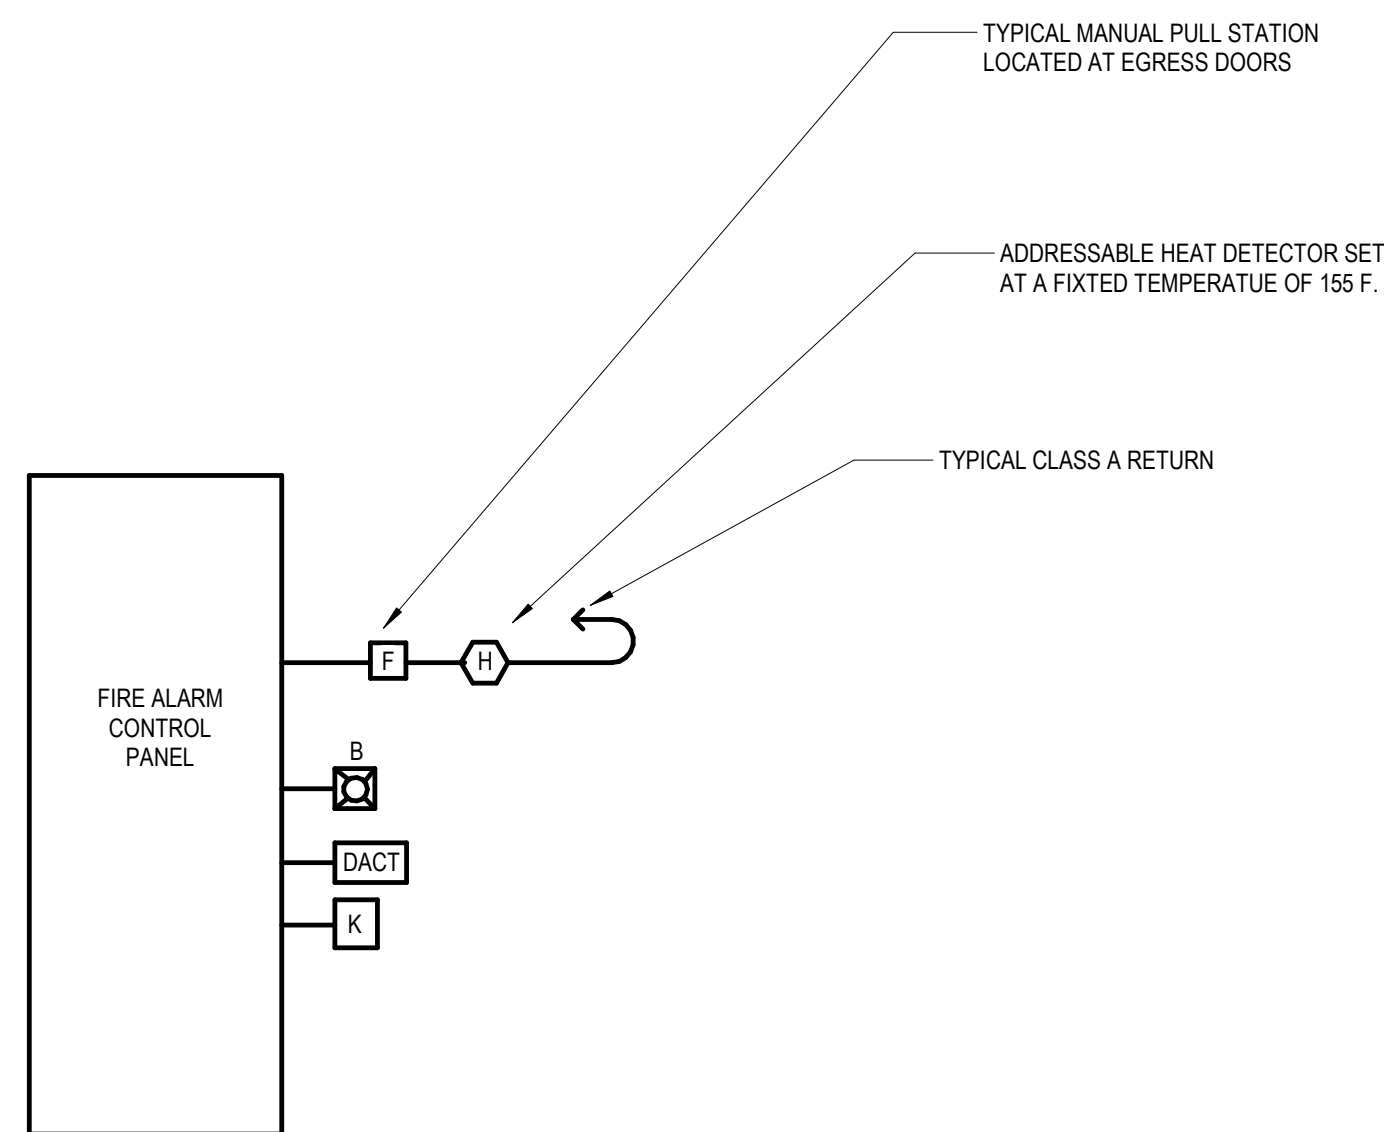 TYPICAL MANUAL PULL STATION
LOCATED AT EGRESS DOORS
ADDRESSABLE HEAT DETECTOR SET
AT A FIXTED TEMPERATUE OF 155 F.
TYPICAL CLASS A RETURN
F
H
FIRE ALARM
CONTROL
PANEL
B
DACT
K